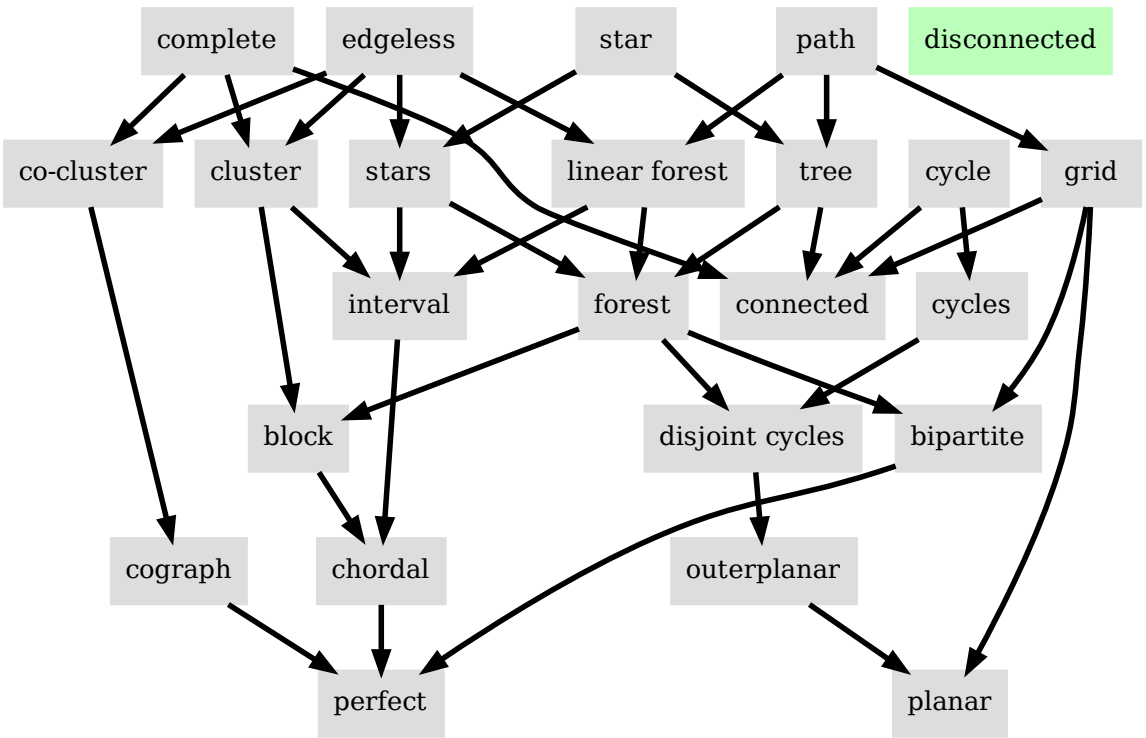 complete
edgeless
star
path
disconnected
co-cluster
cluster
stars
linear forest
tree
cycle
grid
interval
forest
connected
cycles
block
disjoint cycles
bipartite
cograph
chordal
outerplanar
perfect
planar